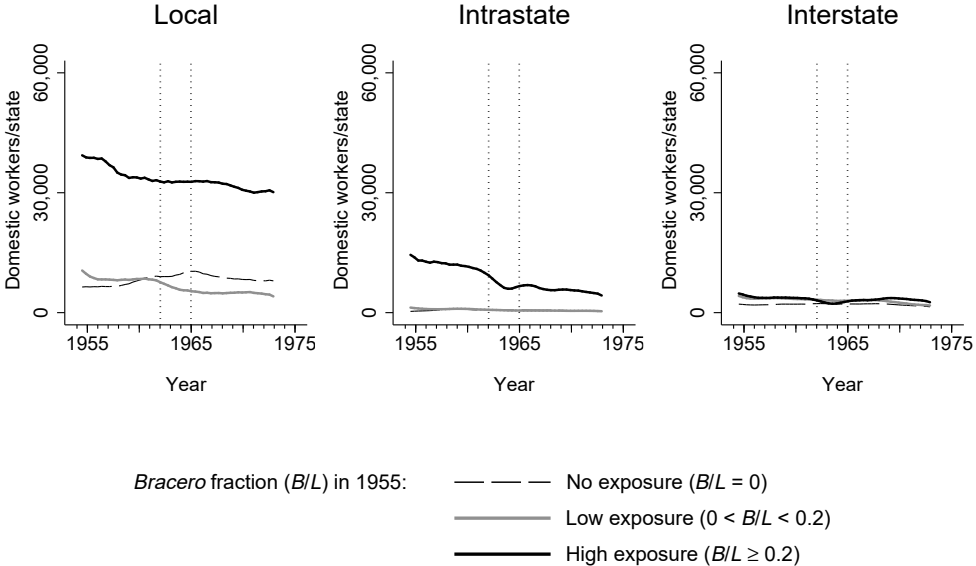 Local
Intrastate
Interstate
Domestic workers/state
60,000
30,000
0
1955
1965
1975
Year
Domestic workers/state
60,000
30,000
0
1955
1965
1975
Year
Domestic workers/state
60,000
30,000
0
1955
1965
1975
Year
Bracero fraction (B/L) in 1955:
No exposure (B/L = 0)
Low exposure (0 < B/L < 0.2)
High exposure (B/L ≥ 0.2)